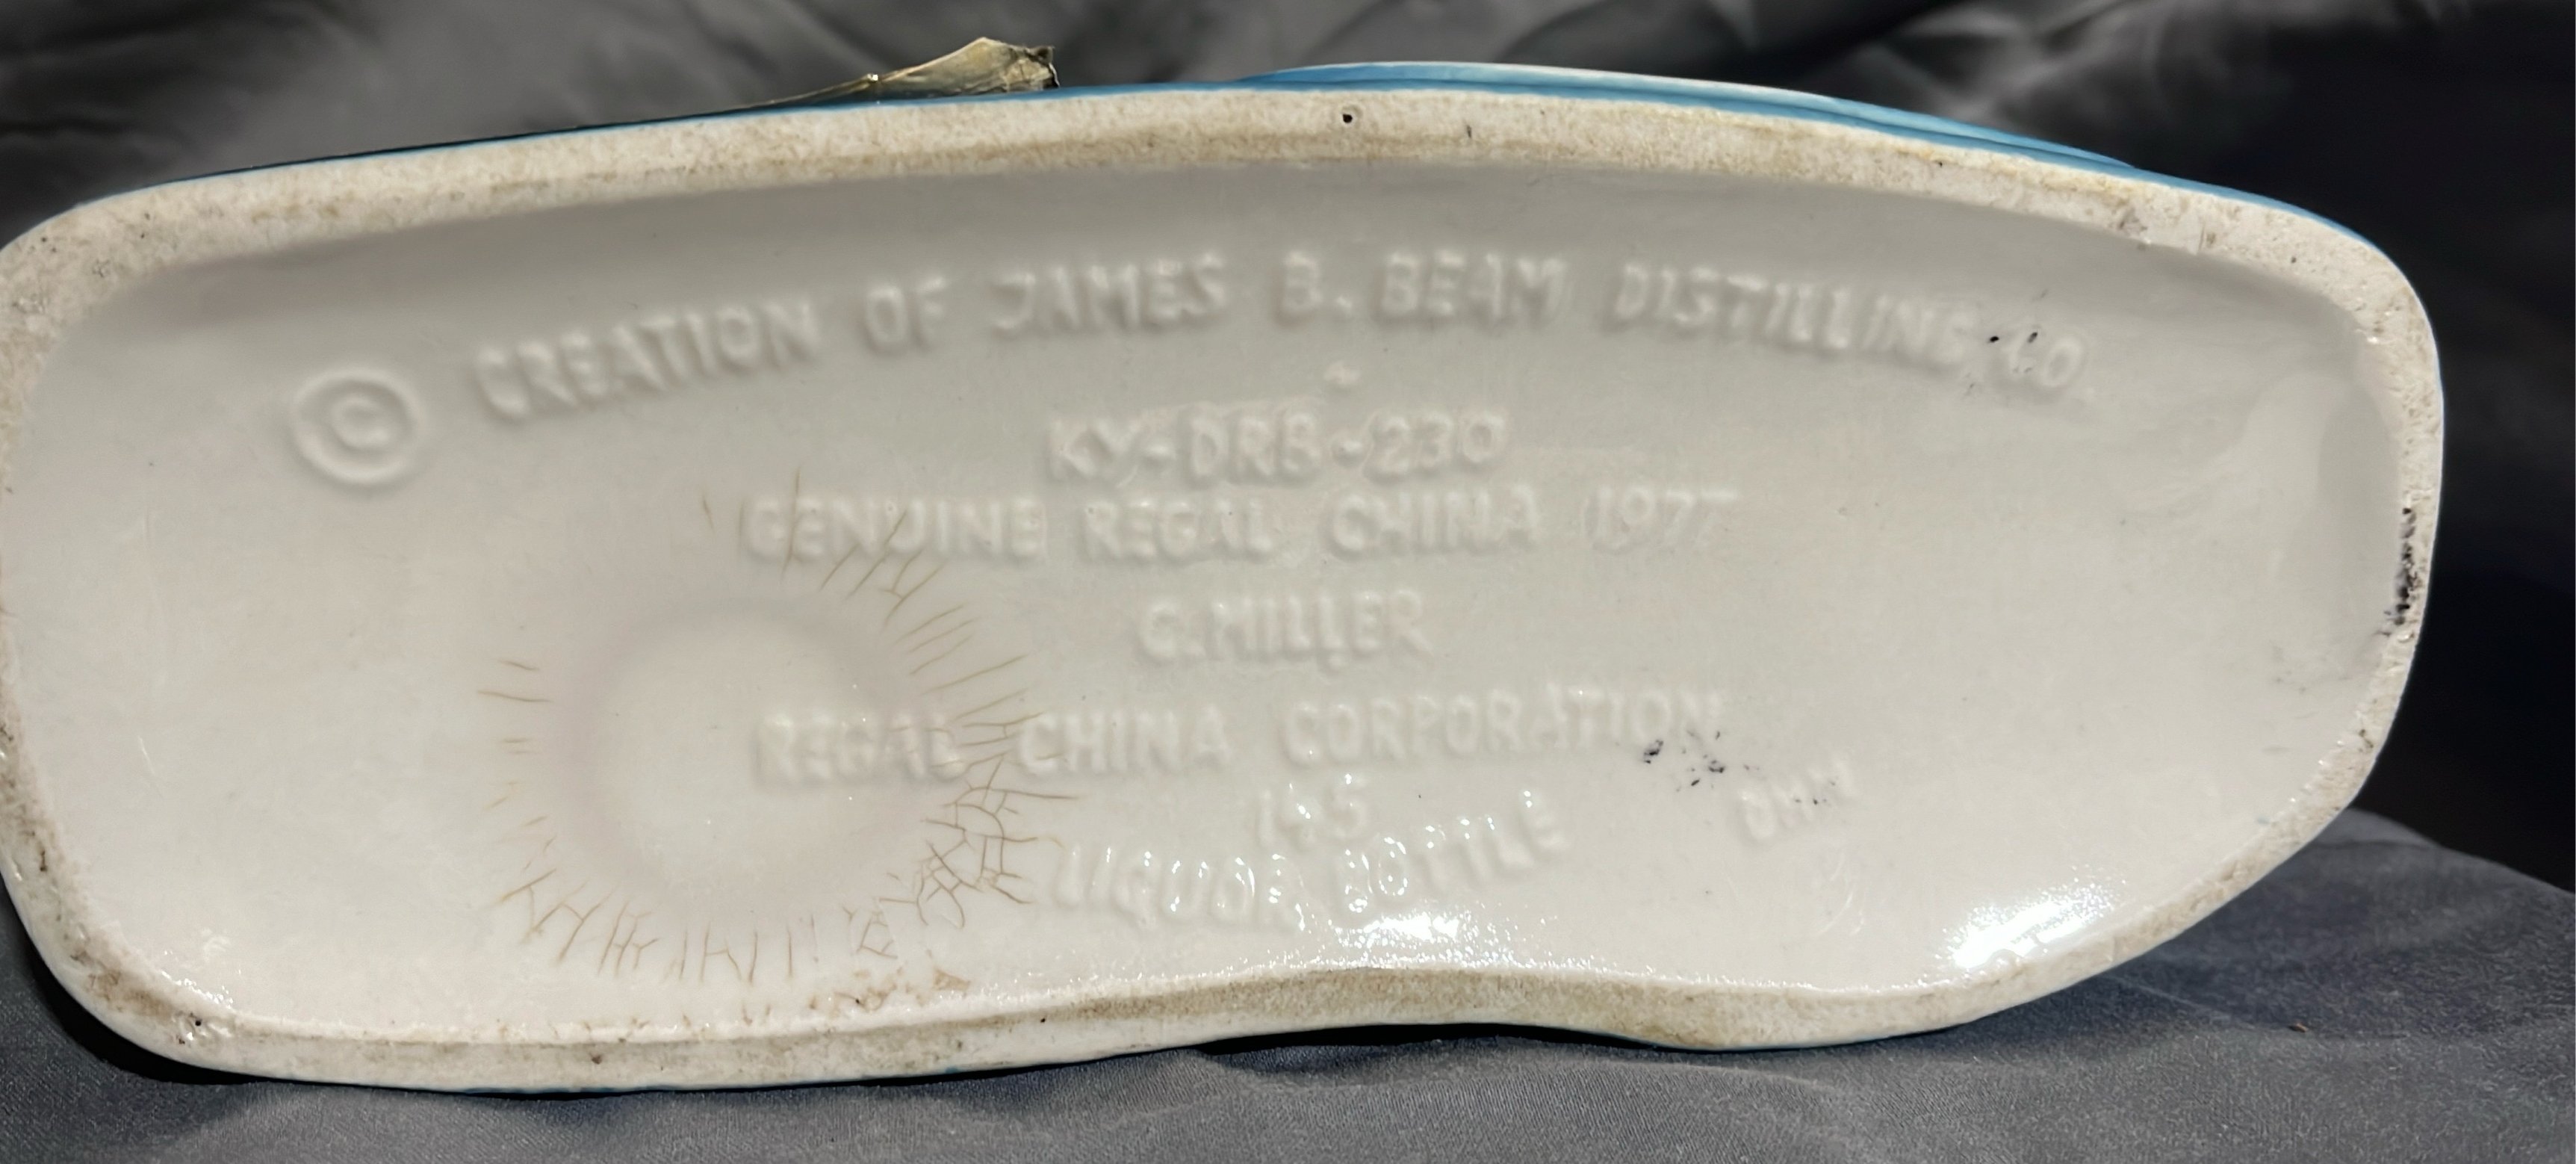 © CREATION OF JAMES B. BEAM DISTILLING CO.
KY-DRB-230
GENUINE REGAL CHINA 1977
C. MILLER
REGAL CHINA CORPORATION
LIQUOR BOTTLE